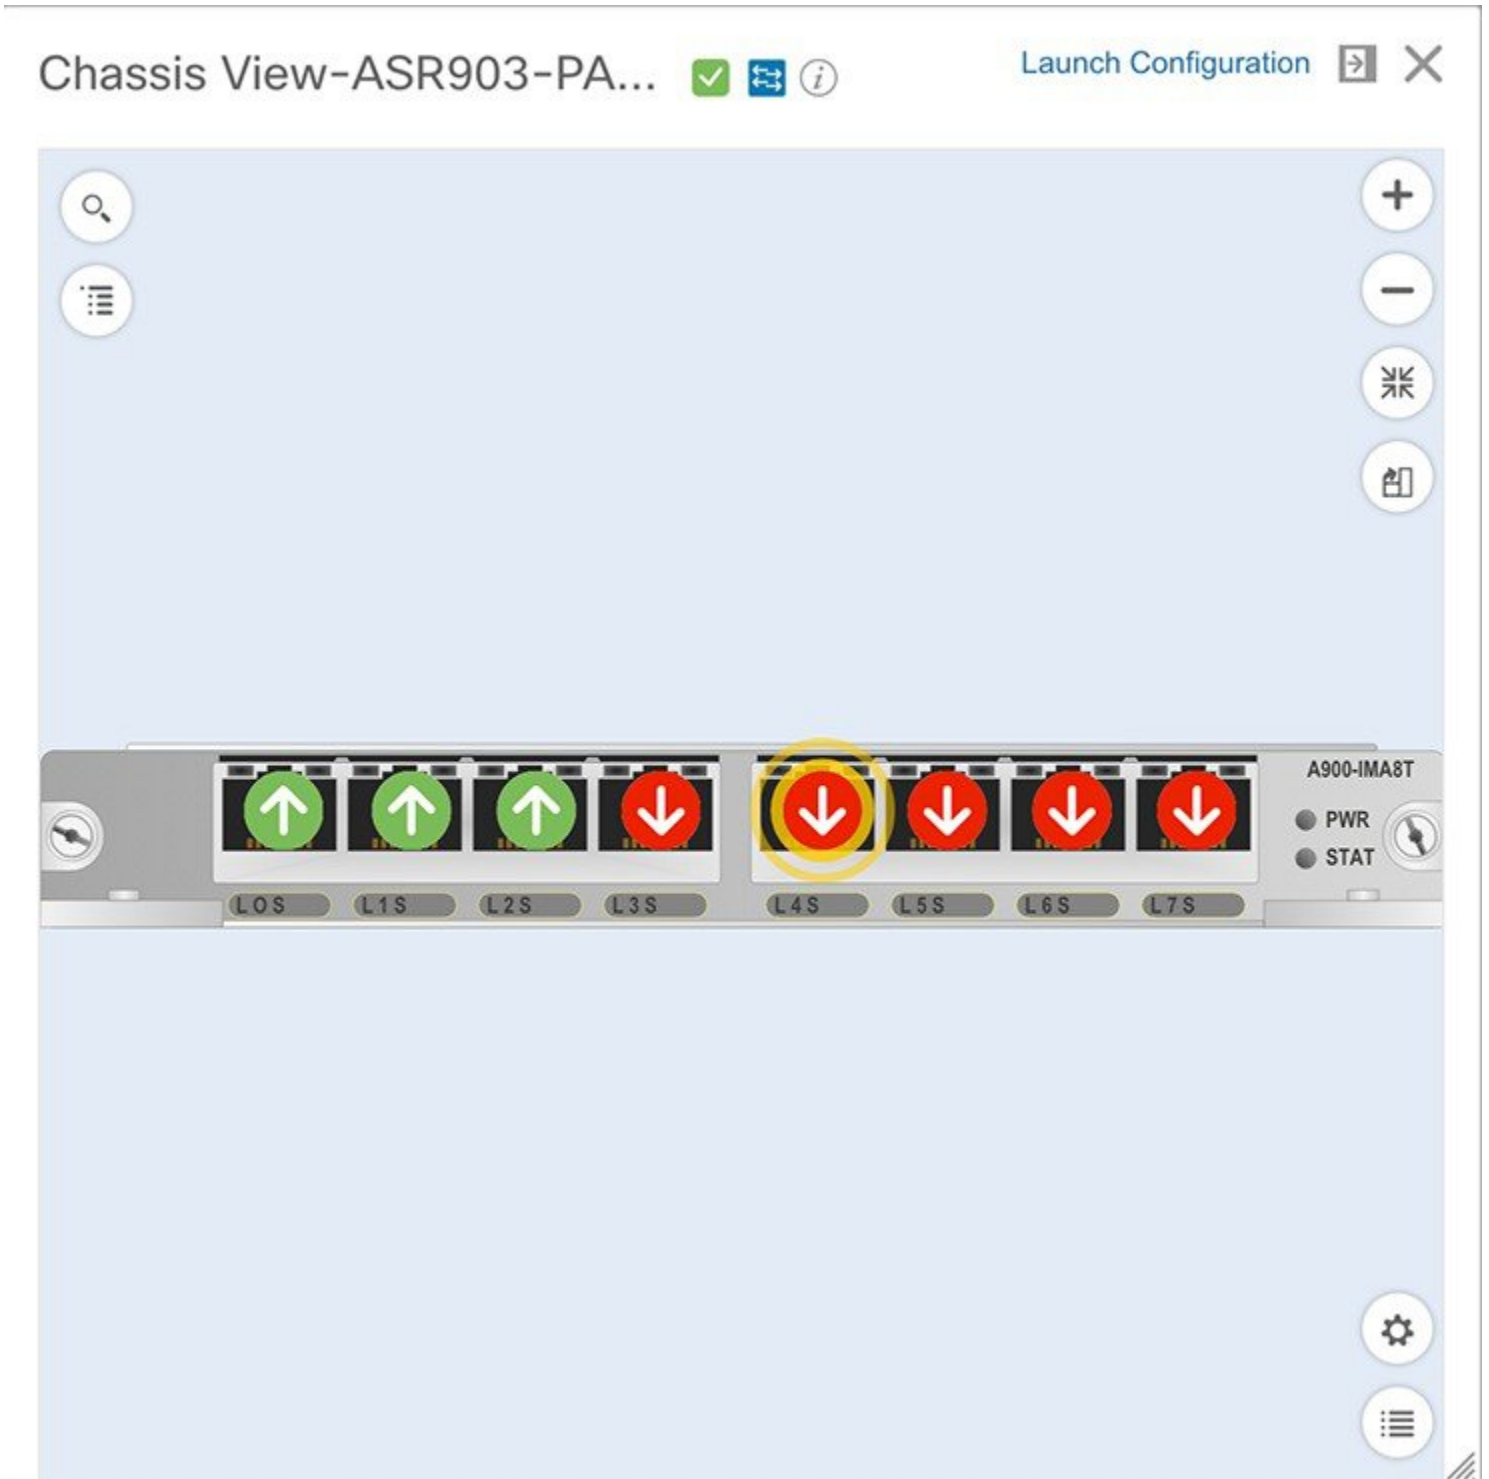 Chassis View-ASR903-PA...
Launch Configuration
A900-IMA8T
PWR
STAT
L0S L1S L2S L3S L4S L5S L6S L7S